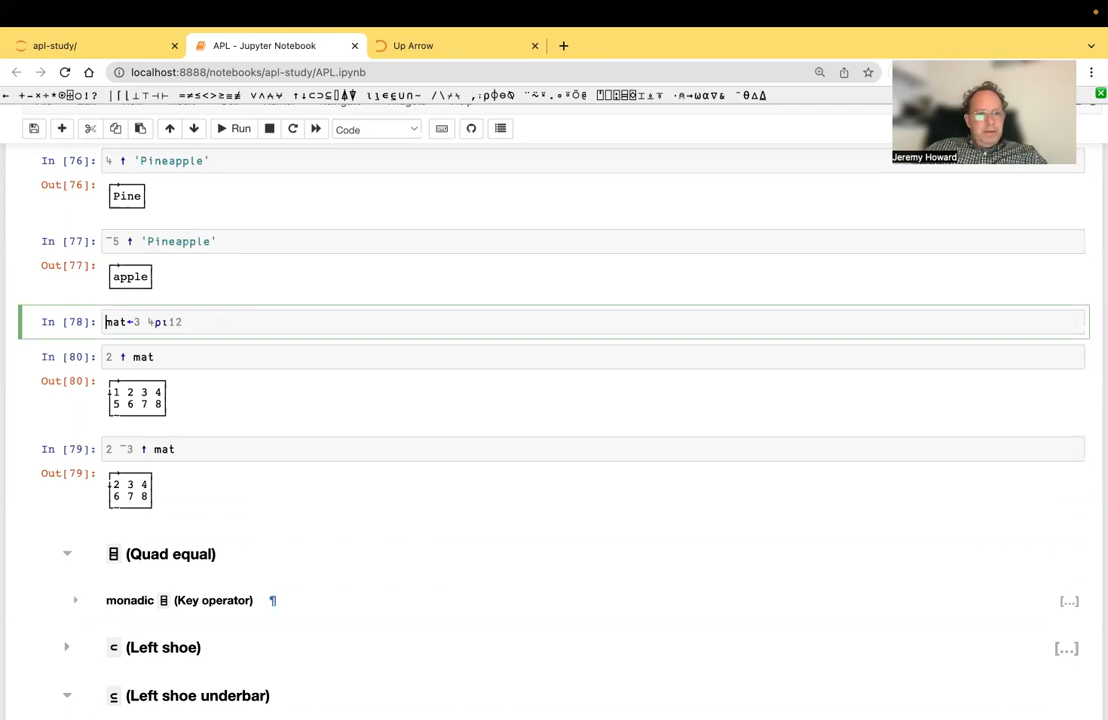 apl-study/
APL - Jupyter Notebook
Up Arrow
localhost:8888/notebooks/apl-study/APL.ipynb
Run
Code
Jeremy Howard
In [76]: 4 ↑ 'Pineapple'
Out[76]:
Pine
In [77]: ¯5 ↑ 'Pineapple'
Out[77]:
apple
In [78]: mat←3 4⍴⍳12
In [80]: 2 ↑ mat
Out[80]:
1 2 3 4
5 6 7 8
In [79]: 2 ¯3 ↑ mat
Out[79]:
2 3 4
6 7 8
⌸ (Quad equal)
monadic ⌸ (Key operator) ¶
[...]
⊂ (Left shoe)
[...]
⊆ (Left shoe underbar)